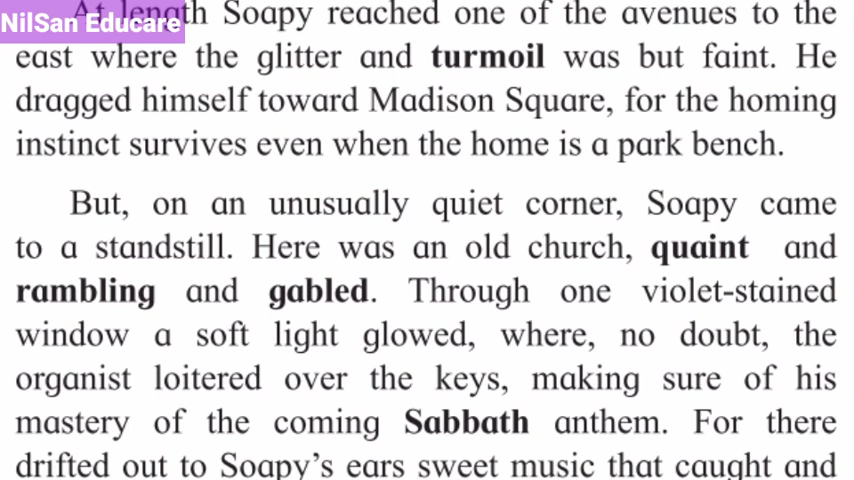 At length Soapy reached one of the avenues to the
NilSan Educare
east where the glitter and turmoil was but faint. He
dragged himself toward Madison Square, for the homing
instinct survives even when the home is a park bench.
But, on an unusually quiet corner, Soapy came
to a standstill. Here was an old church, quaint and
rambling and gabled. Through one violet-stained
window a soft light glowed, where, no doubt, the
organist loitered over the keys, making sure of his
mastery of the coming Sabbath anthem. For there
drifted out to Soapy's ears sweet music that caught and